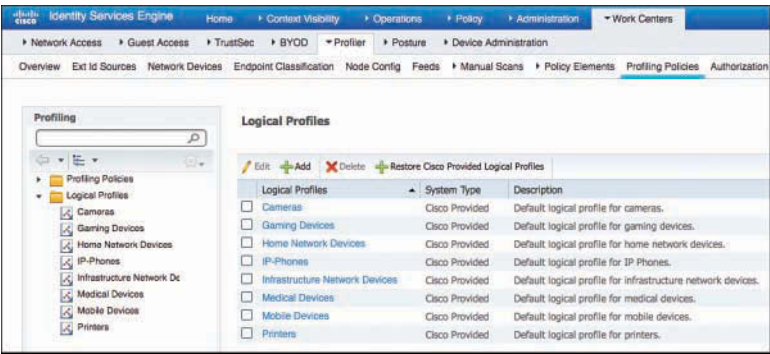 cisco Identity Services Engine Home Context Visibility Operations Policy Administration Work Centers
Network Access Guest Access TrustSec BYOD Profiler Posture Device Administration
Overview Ext Id Sources Network Devices Endpoint Classification Node Config Feeds Manual Scans Policy Elements Profiling Policies Authorization
Profiling
Logical Profiles
Edit Add Delete Restore Cisco Provided Logical Profiles
Profiling Policies
Logical Profiles
Cameras
Gaming Devices
Home Network Devices
IP-Phones
Infrastructure Network De
Medical Devices
Mobile Devices
Printers
Logical Profiles System Type Description
Cameras Cisco Provided Default logical profile for cameras.
Gaming Devices Cisco Provided Default logical profile for gaming devices.
Home Network Devices Cisco Provided Default logical profile for home network devices.
IP-Phones Cisco Provided Default logical profile for IP Phones.
Infrastructure Network Devices Cisco Provided Default logical profile for infrastructure network devices.
Medical Devices Cisco Provided Default logical profile for medical devices.
Mobile Devices Cisco Provided Default logical profile for mobile devices.
Printers Cisco Provided Default logical profile for printers.